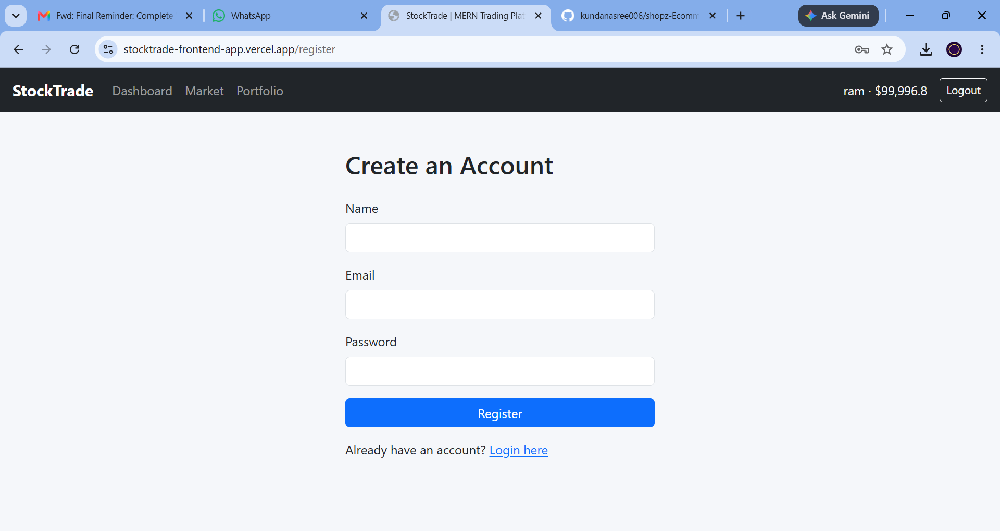 Fwd: Final Reminder: Complete
WhatsApp
StockTrade | MERN Trading Plat
kundanasree006/shopz-Ecomm
Ask Gemini
stocktrade-frontend-app.vercel.app/register
StockTrade
Dashboard
Market
Portfolio
ram · $99,996.8
Logout
Create an Account
Name
Email
Password
Register
Already have an account? Login here